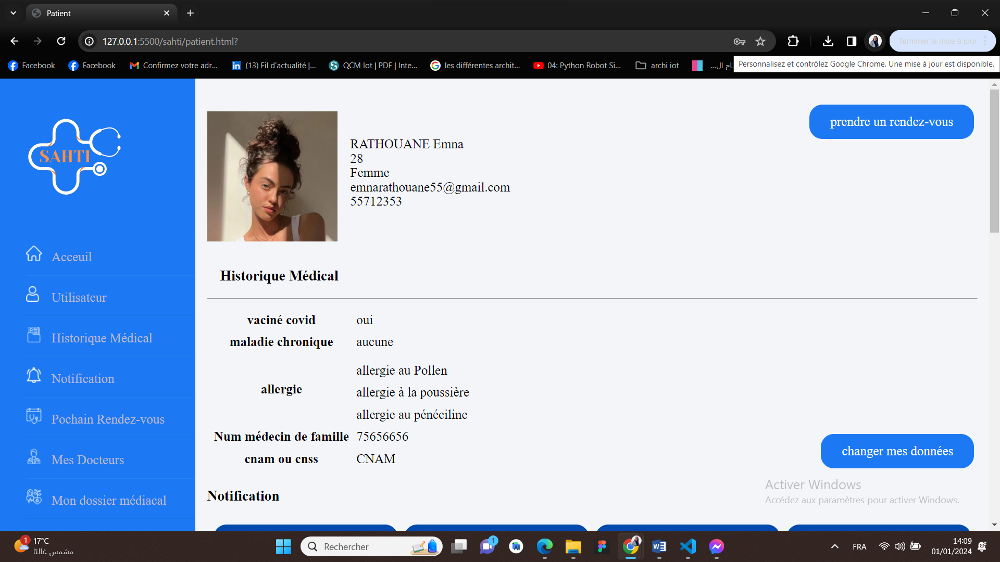 Patient
127.0.0.1:5500/sahti/patient.html?
Terminer la mise à jour
Facebook
Facebook
Confirmez votre adr...
(13) Fil d'actualité |...
QCM Iot | PDF | Inte...
les différentes archit...
04: Python Robot Si...
archi iot
Personnalisez et contrôlez Google Chrome. Une mise à jour est disponible.
SAHTI
Acceuil
Utilisateur
Historique Médical
Notification
Pochain Rendez-vous
Mes Docteurs
Mon dossier médiacal
prendre un rendez-vous
RATHOUANE Emna
28
Femme
emnarathouane55@gmail.com
55712353
Historique Médical
vaciné covid oui
maladie chronique aucune
allergie au Pollen
allergie
allergie à la poussière
allergie au pénéciline
Num médecin de famille 75656656
cnam ou cnss CNAM
changer mes données
Notification
Activer Windows
Accédez aux paramètres pour activer Windows.
1
17°C
مشمس غالبًا
Rechercher
1
FRA
14:09
01/01/2024